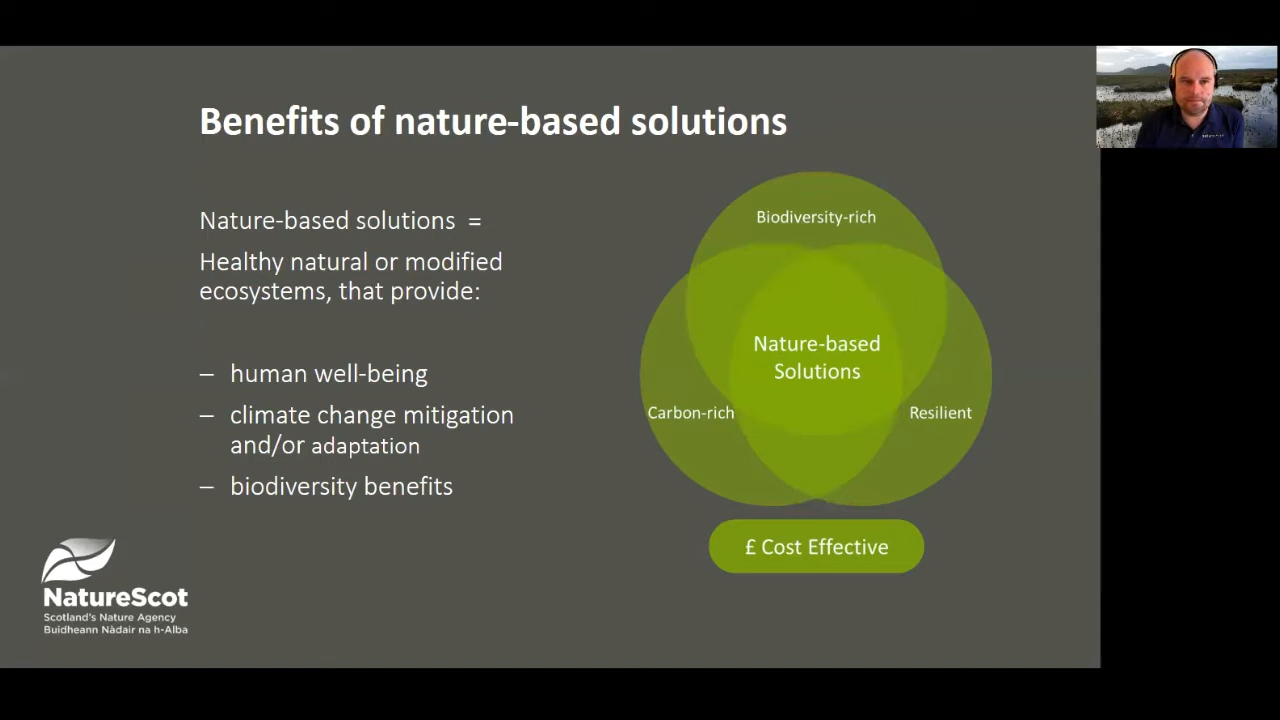 Benefits of nature-based solutions
Nature-based solutions =
Healthy natural or modified
ecosystems, that provide:
– human well-being
– climate change mitigation
and/or adaptation
– biodiversity benefits
Biodiversity-rich
Nature-based
Solutions
Carbon-rich
Resilient
£ Cost Effective
NatureScot
Scotland's Nature Agency
Buidheann Nàdair na h-Alba